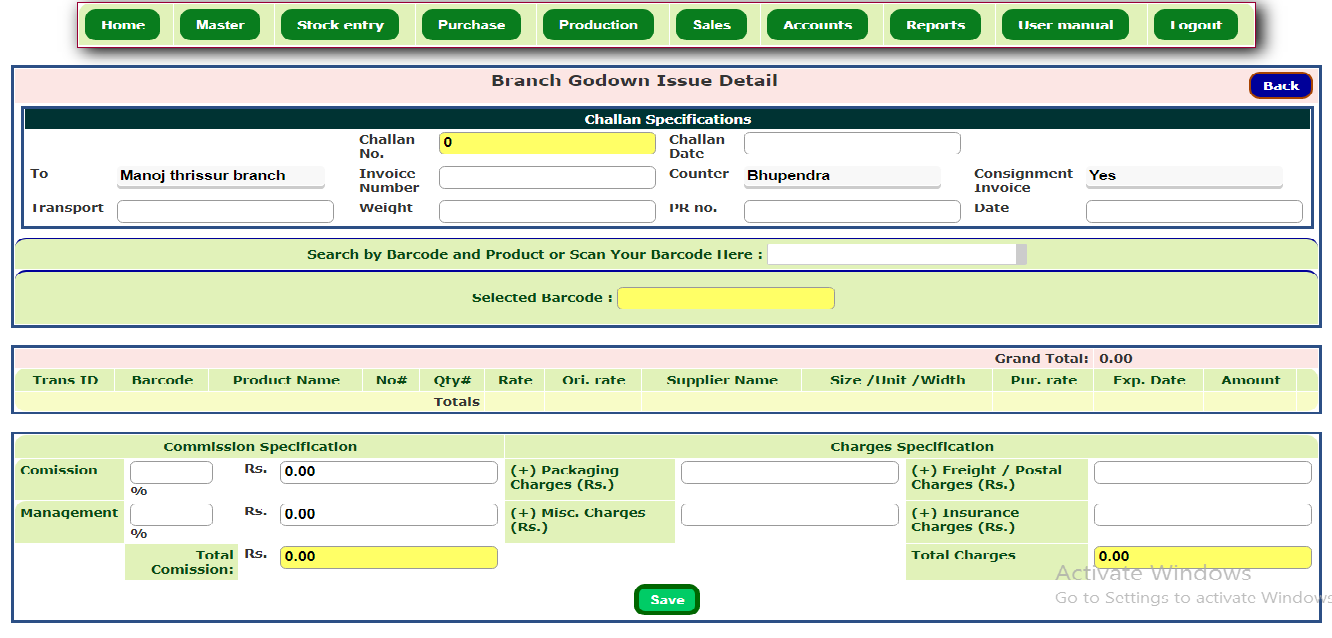 Home Master Stock entry Purchase Production Sales Accounts Reports User manual Logout
Branch Godown Issue Detail
Back
Challan Specifications
Challan No. 0 Challan Date
To Manoj thrissur branch Invoice Number Counter Bhupendra Consignment Invoice Yes
Transport Weight PR no. Date
Search by Barcode and Product or Scan Your Barcode Here :
Selected Barcode :
Grand Total: 0.00
Trans ID Barcode Product Name No# Qty# Rate Ori. rate Supplier Name Size /Unit /Width Pur. rate Exp. Date Amount
Totals
Commission Specification Charges Specification
Comission % Rs. 0.00 (+) Packaging Charges (Rs.) (+) Freight / Postal Charges (Rs.)
Management % Rs. 0.00 (+) Misc. Charges (Rs.) (+) Insurance Charges (Rs.)
Total Comission: Rs. 0.00 Total Charges 0.00
Activate Windows
Go to Settings to activate Windows
Save